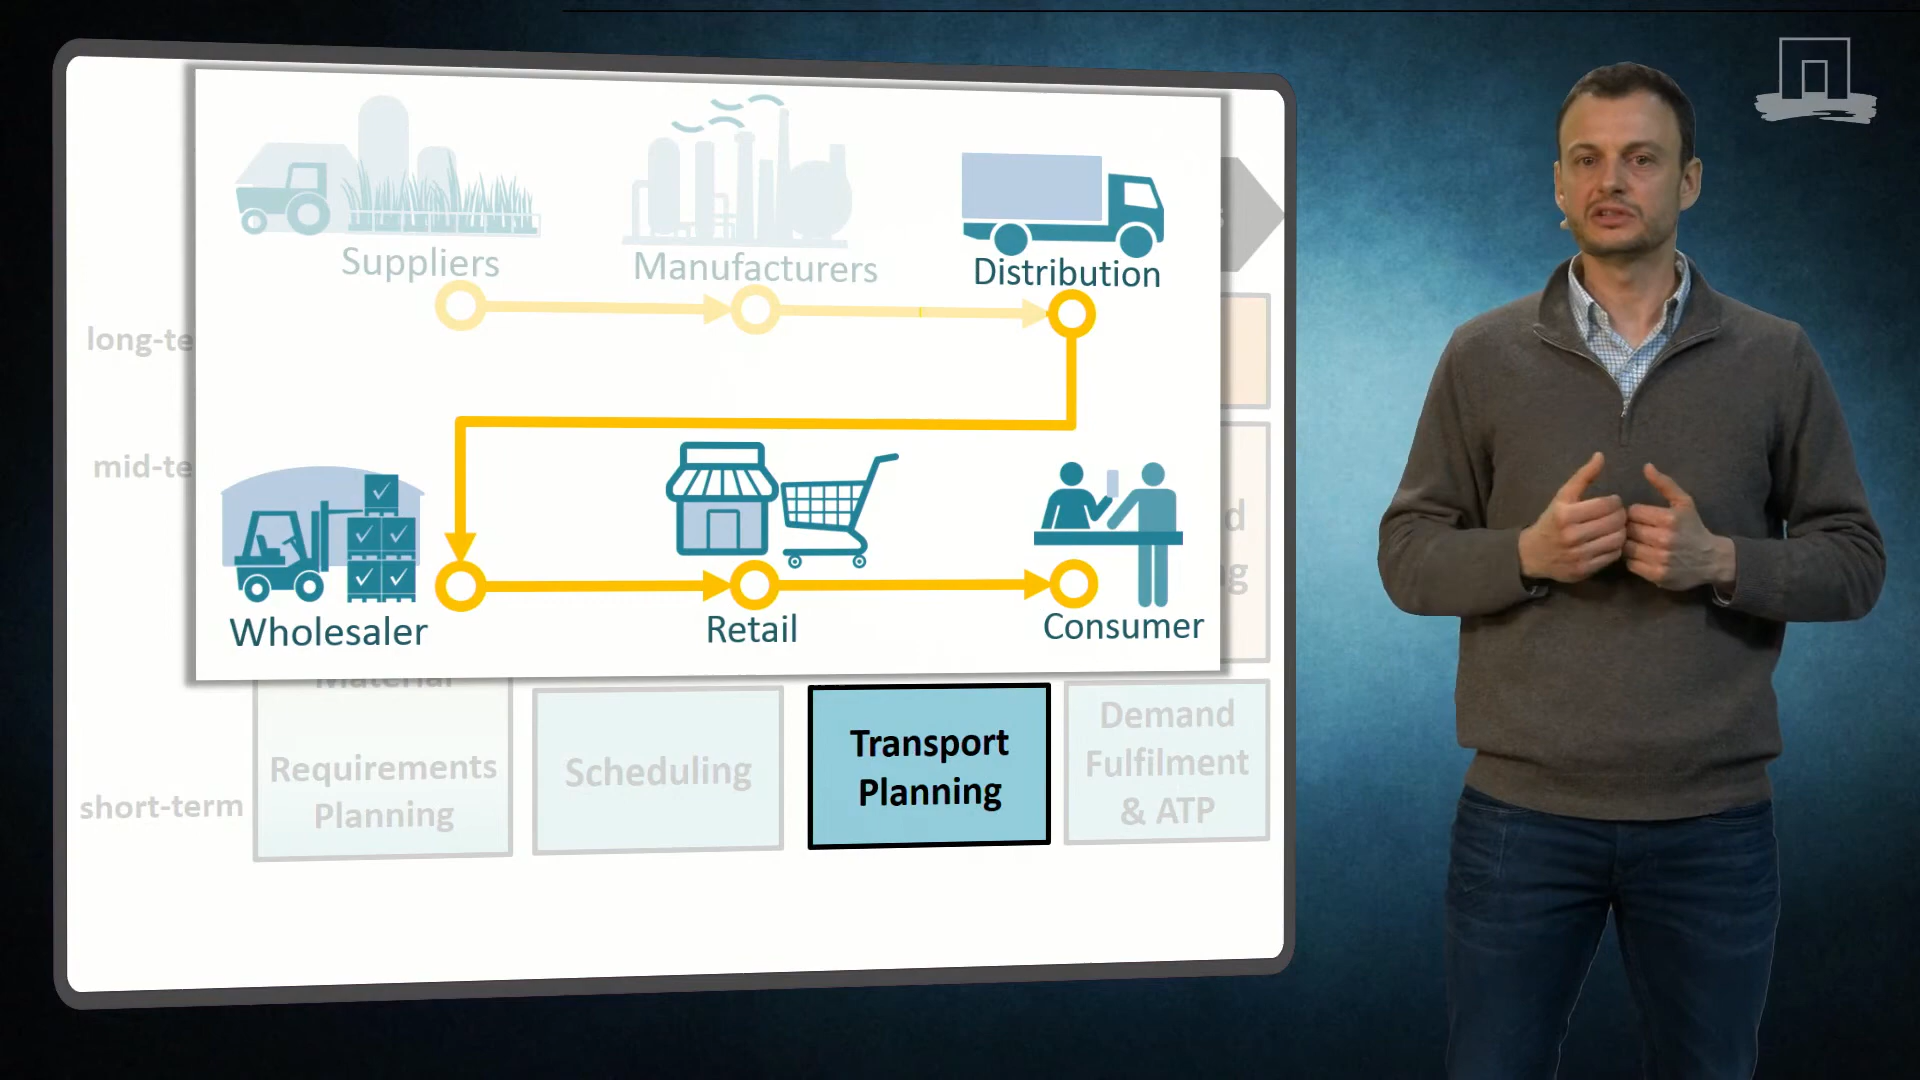 Suppliers
Manufacturers
Distribution
long-te
mid-te
Wholesaler
Retail
Consumer
Material
Requirements
Planning
Scheduling
Transport
Planning
Demand
Fulfilment
& ATP
short-term